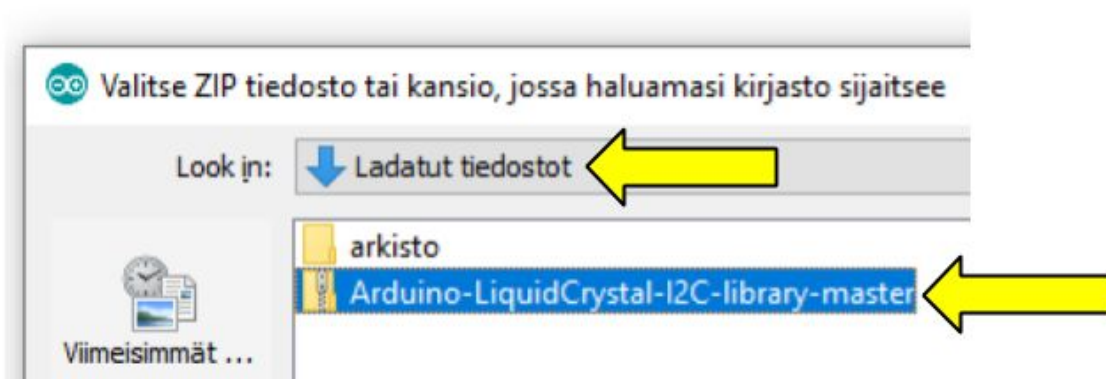 Valitse ZIP tiedosto tai kansio, jossa haluamasi kirjasto sijaitsee
Look in: Ladatut tiedostot
arkisto
Arduino-LiquidCrystal-I2C-library-master
Viimeisimmät ...